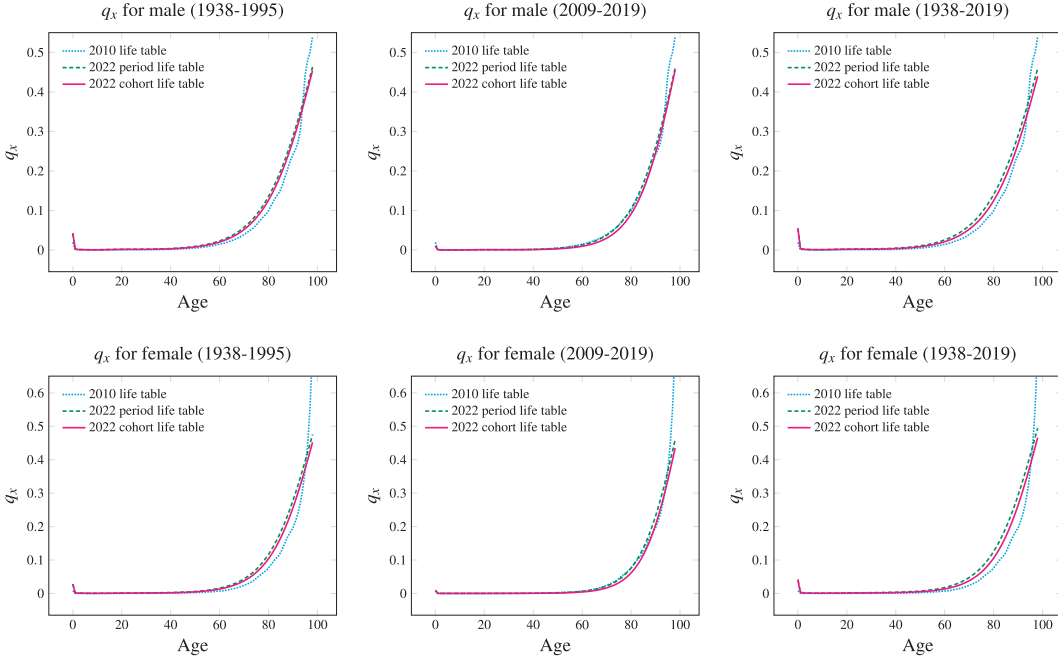 q_x for male (1938-1995)
2010 life table
2022 period life table
2022 cohort life table
0.5
0.4
0.3
0.2
0.1
0
q_x
0 20 40 60 80 100
Age
q_x for male (2009-2019)
2010 life table
2022 period life table
2022 cohort life table
0.5
0.4
0.3
0.2
0.1
0
q_x
0 20 40 60 80 100
Age
q_x for male (1938-2019)
2010 life table
2022 period life table
2022 cohort life table
0.5
0.4
0.3
0.2
0.1
0
q_x
0 20 40 60 80 100
Age
q_x for female (1938-1995)
2010 life table
2022 period life table
2022 cohort life table
0.6
0.5
0.4
0.3
0.2
0.1
0
q_x
0 20 40 60 80 100
Age
q_x for female (2009-2019)
2010 life table
2022 period life table
2022 cohort life table
0.6
0.5
0.4
0.3
0.2
0.1
0
q_x
0 20 40 60 80 100
Age
q_x for female (1938-2019)
2010 life table
2022 period life table
2022 cohort life table
0.6
0.5
0.4
0.3
0.2
0.1
0
q_x
0 20 40 60 80 100
Age